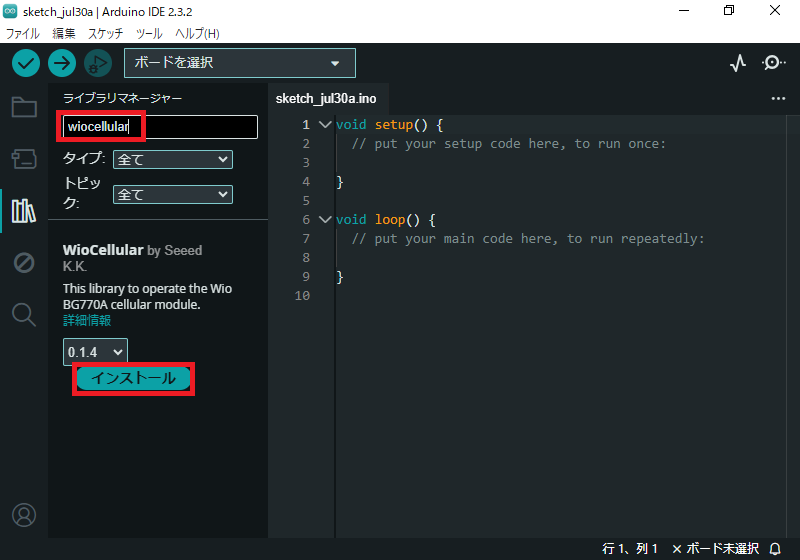 sketch_jul30a | Arduino IDE 2.3.2
ファイル 編集 スケッチ ツール ヘルプ(H)
ボードを選択
ライブラリマネージャー
wiocellular
タイプ: 全て
トピッ
ク:
全て
WioCellular by Seeed
K.K.
This library to operate the Wio
BG770A cellular module.
詳細情報
0.1.4
インストール
sketch_jul30a.ino
1 void setup() {
2 // put your setup code here, to run once:
3
4 }
5
6 void loop() {
7 // put your main code here, to run repeatedly:
8
9 }
10
行 1、列 1 × ボード未選択